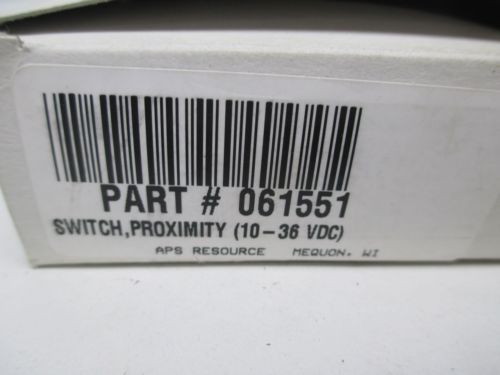 PART # 061551
SWITCH,PROXIMITY (10-36 VDC)
APS RESOURCE MEQUON, WI